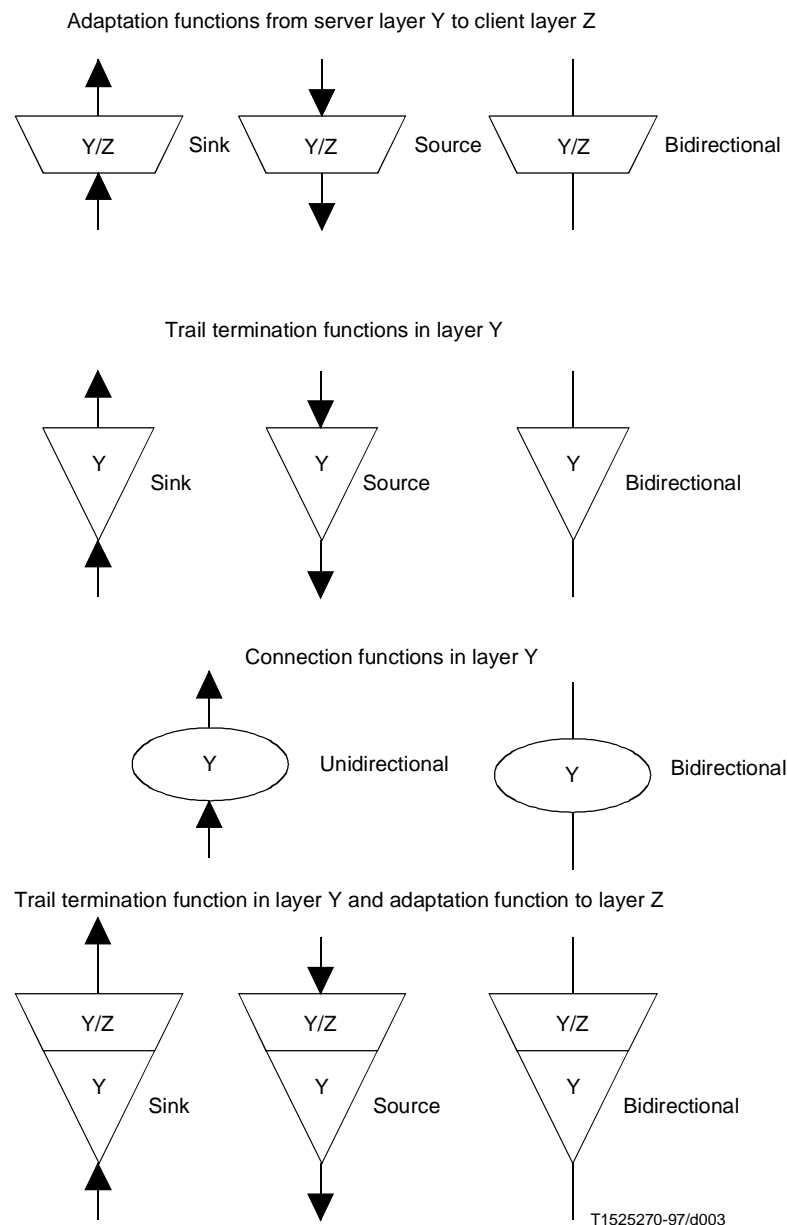 Adaptation functions from server layer Y to client layer Z
Y/Z Sink Y/Z Source Y/Z Bidirectional
Trail termination functions in layer Y
Y Sink Y Source Y Bidirectional
Connection functions in layer Y
Y Unidirectional Y Bidirectional
Trail termination function in layer Y and adaptation function to layer Z
Y/Z Y/Z Y/Z
Y Sink Y Source Y Bidirectional
T1525270-97/d003